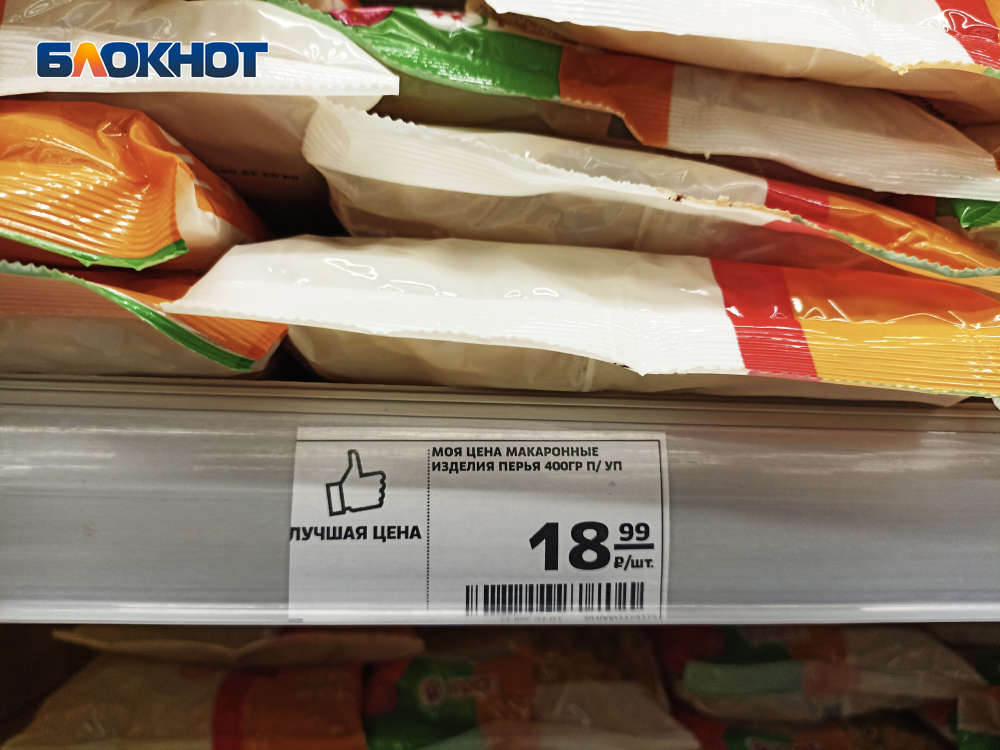 БЛОКНОТ
МОЯ ЦЕНА МАКАРОННЫЕ
ИЗДЕЛИЯ ПЕРЬЯ 400ГР П/ УП
ЛУЧШАЯ ЦЕНА
18 99
₽/шт.